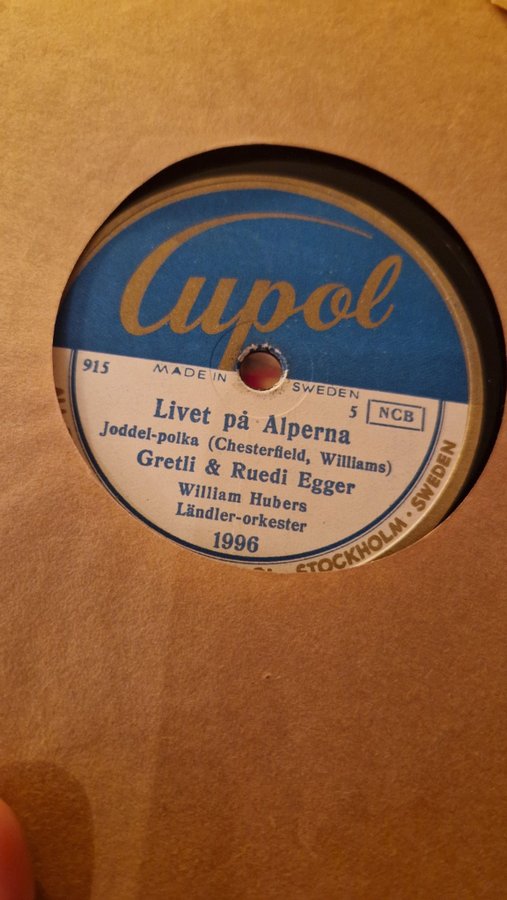 Cupol
915 MADE IN SWEDEN 5 NCB
Livet på Alperna
Joddel-polka (Chesterfield, Williams)
Gretli & Ruedi Egger
William Hubers
Ländler-orkester
1996
STOCKHOLM · SWEDEN